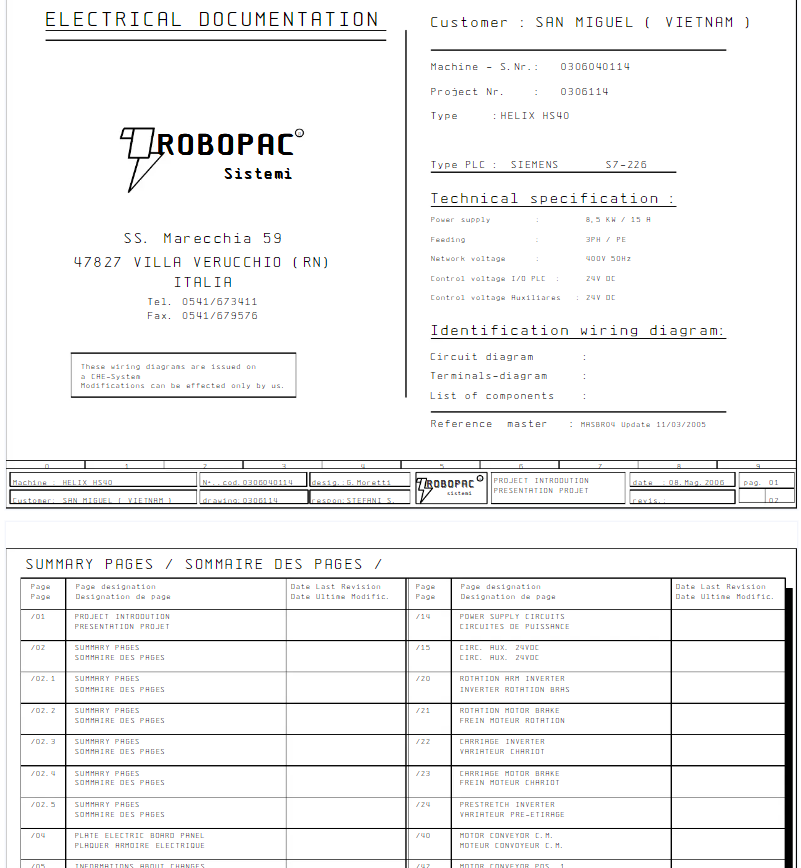 ELECTRICAL DOCUMENTATION
ROBOPAC
Sistemi
SS. Marecchia 59
47827 VILLA VERUCCHIO (RN)
ITALIA
Tel. 0541/673411
Fax. 0541/679576
These wiring diagrams are issued on
a CAE-System
Modifications can be effected only by us.
Customer : SAN MIGUEL ( VIETNAM )
Machine - S.Nr.: 0306040114
Project Nr. : 0306114
Type : HELIX HS40
Type PLC : SIEMENS S7-226
Technical specification :
Power supply : 8,5 KW / 15 A
Feeding : 3PH / PE
Network voltage : 400V 50Hz
Control voltage I/O PLC : 24V DC
Control voltage Auxiliares : 24V DC
Identification wiring diagram:
Circuit diagram :
Terminals-diagram :
List of components :
Reference master : MASBR04 Update 11/03/2005
0 1 2 3 4 5 6 7 8 9
Machine : HELIX HS40
Customer: SAN MIGUEL ( VIETNAM )
N°.:cod.0306040114
drawing:0306114
desig.:G.Moretti
respon:STEFANI S.
ROBOPAC
sistemi
PROJECT INTRODUTION
PRESENTATION PROJET
date :08.Mag.2006
revis.:
pag. 01
02
SUMMARY PAGES / SOMMAIRE DES PAGES /
Page Page designation Date Last Revision Page Page designation Date Last Revision
Page Designation de page Date Ultime Modific. Page Designation de page Date Ultime Modific.
/01 PROJECT INTRODUTION /14 POWER SUPPLY CIRCUITS
PRESENTATION PROJET CIRCUITES DE PUISSANCE
/02 SUMMARY PAGES /15 CIRC. AUX. 24VDC
SOMMAIRE DES PAGES CIRC. AUX. 24VDC
/02.1 SUMMARY PAGES /20 ROTATION ARM INVERTER
SOMMAIRE DES PAGES INVERTER ROTATION BRAS
/02.2 SUMMARY PAGES /21 ROTATION MOTOR BRAKE
SOMMAIRE DES PAGES FREIN MOTEUR ROTATION
/02.3 SUMMARY PAGES /22 CARRIAGE INVERTER
SOMMAIRE DES PAGES VARIATEUR CHARIOT
/02.4 SUMMARY PAGES /23 CARRIAGE MOTOR BRAKE
SOMMAIRE DES PAGES FREIN MOTEUR CHARIOT
/02.5 SUMMARY PAGES /24 PRESTRETCH INVERTER
SOMMAIRE DES PAGES VARIATEUR PRE-ETIRAGE
/04 PLATE ELECTRIC BOARD PANEL /40 MOTOR CONVEYOR C.M.
PLAQUER ARMOIRE ELECTRIQUE MOTEUR CONVOYEUR C.M.
/05 INFORMATIONS ABOUT CHANGES /42 MOTOR CONVEYOR POS. 1